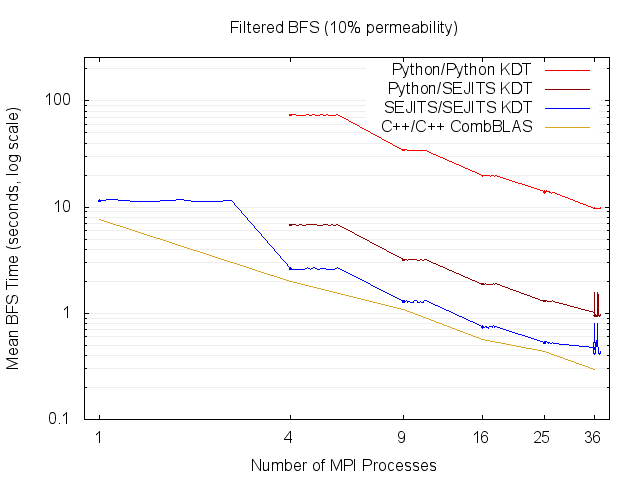 Filtered BFS (10% permeability)
Python/Python KDT
Python/SEJITS KDT
SEJITS/SEJITS KDT
C++/C++ CombBLAS
100
10
1
0.1
Mean BFS Time (seconds, log scale)
1 4 9 16 25 36
Number of MPI Processes